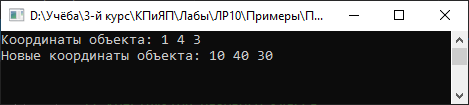 D:\Учёба\3-й курс\КПиЯП\Лабы\ЛР10\Примеры\П...
Координаты объекта: 1 4 3
Новые координаты объекта: 10 40 30